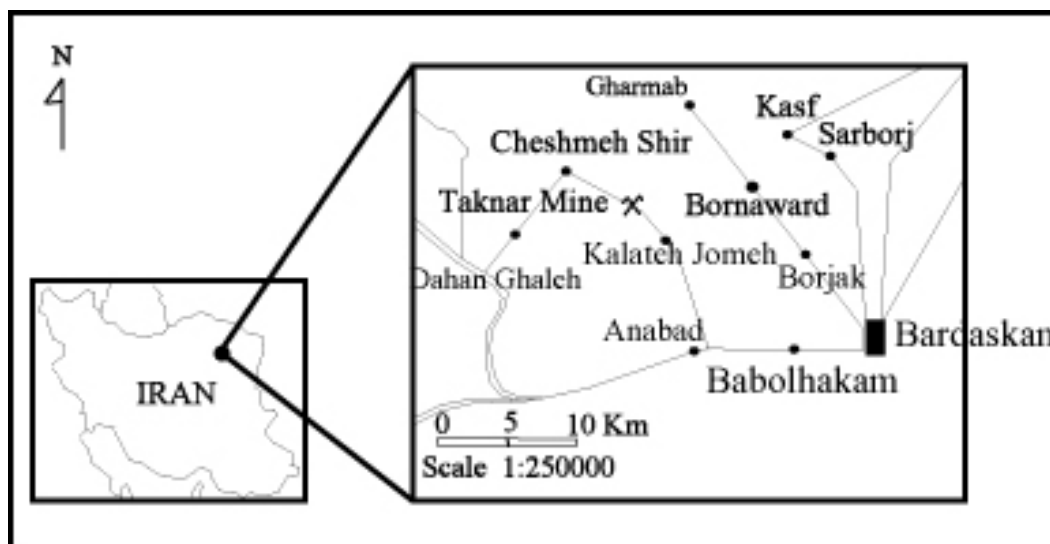 N
Gharmab
Kasf
Sarborj
Cheshmeh Shir
Taknar Mine
Bornaward
Kalateh Jomeh
Dahan Ghaleh
Borjak
Anabad
Bardaskan
Babolhakam
IRAN
0 5 10 Km
Scale 1:250000